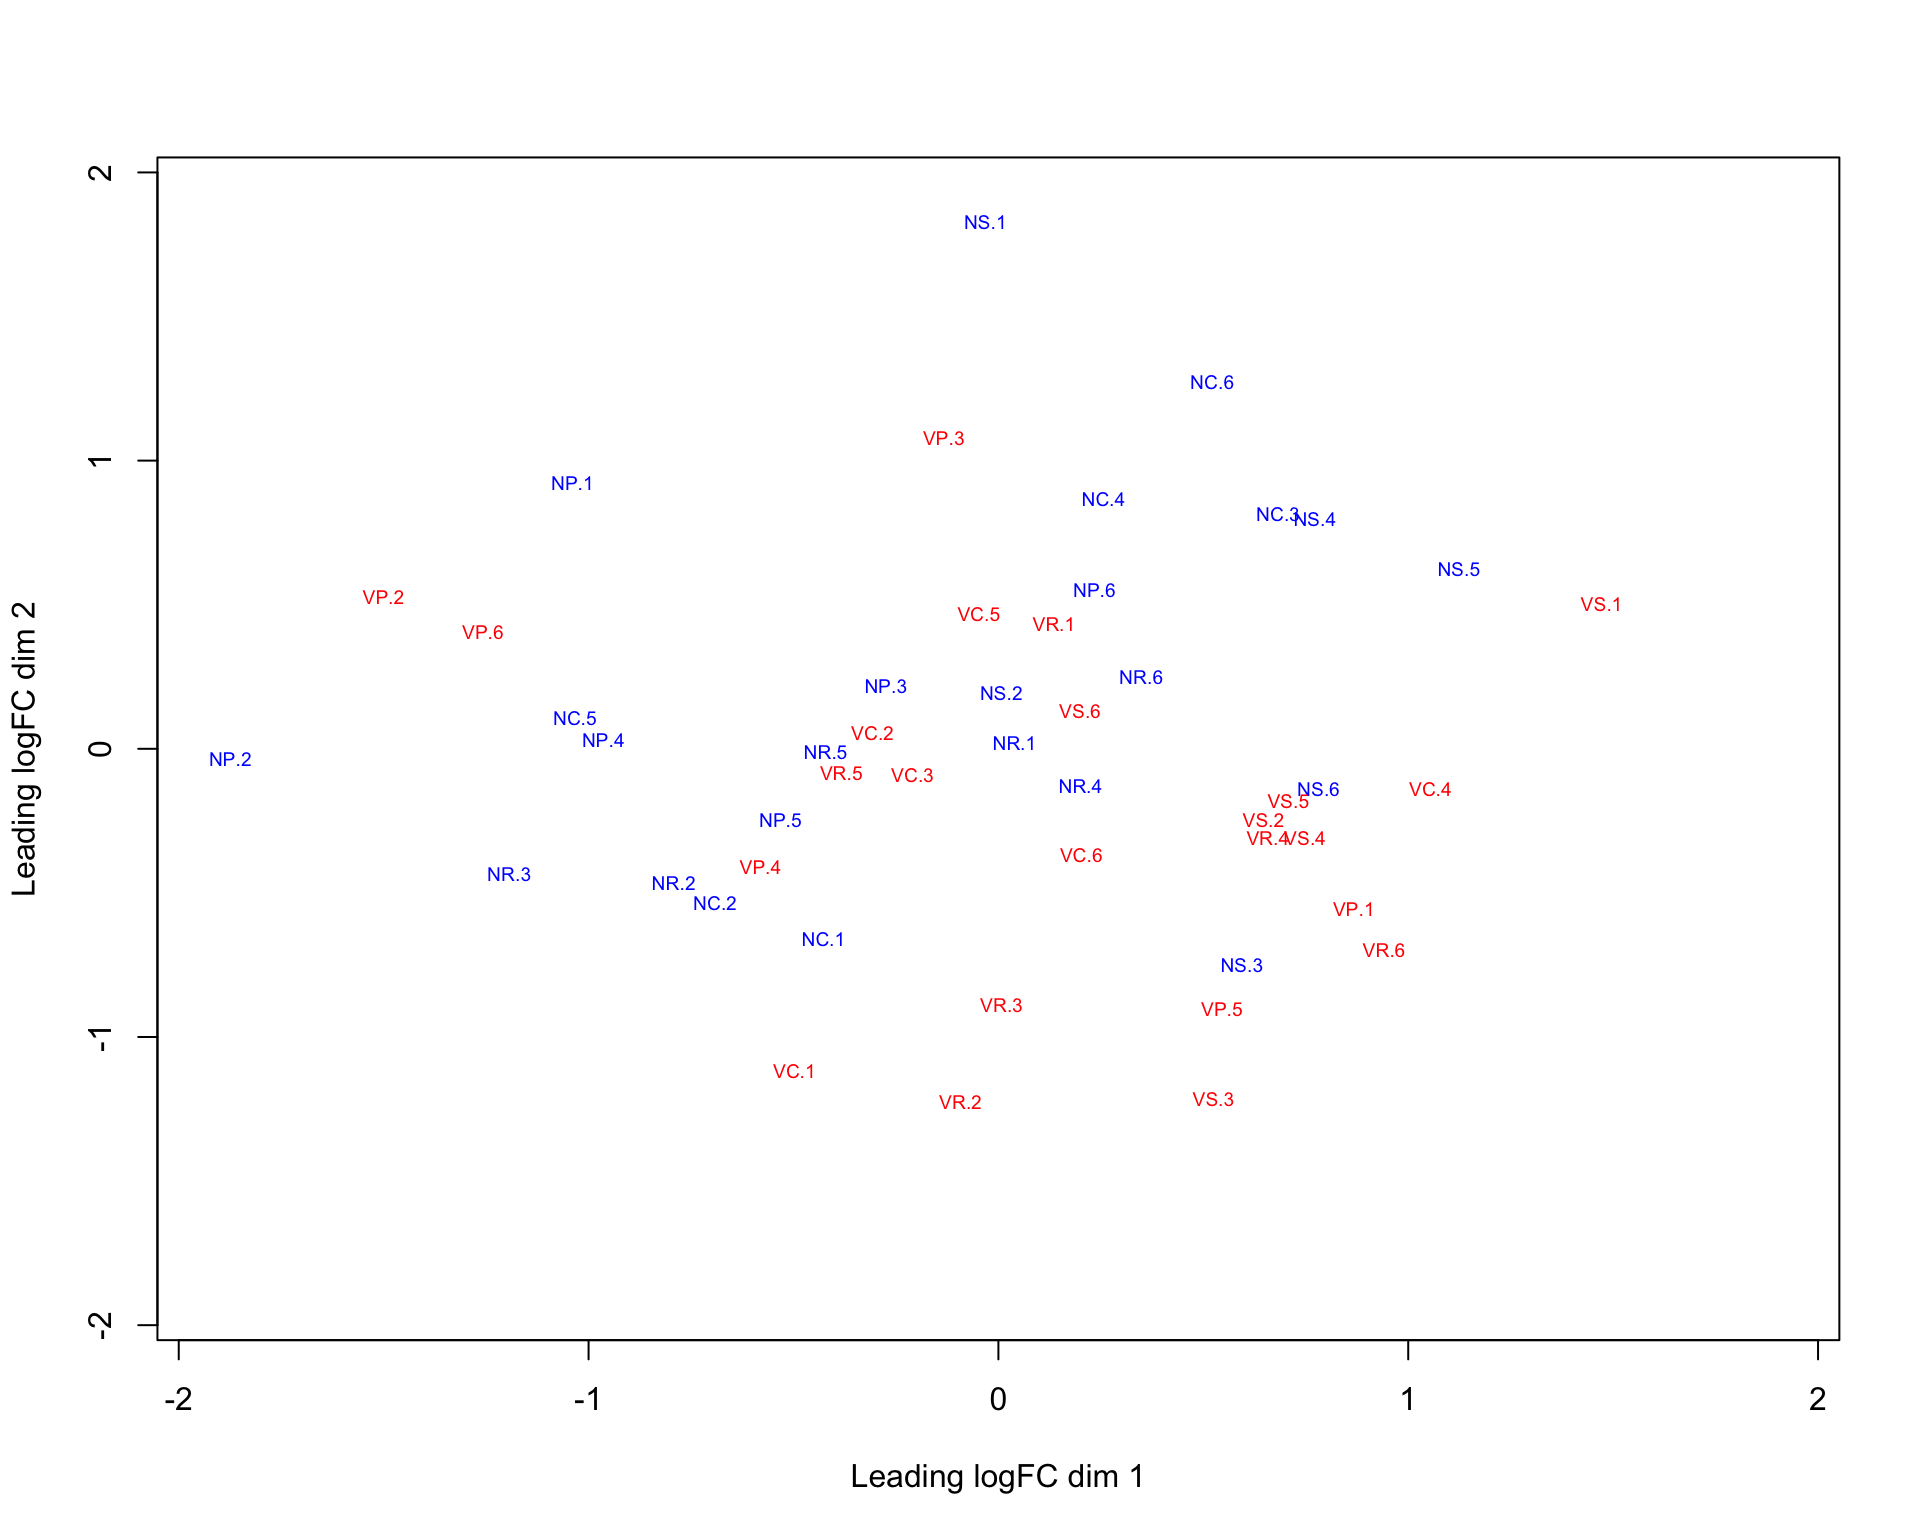 2
NS.1
NC.6
VP.3
1
NP.1
NC.4
NC.3
NS.4
NS.5
NP.6
VP.2
VS.1
VC.5
VR.1
VP.6
NR.6
NP.3
NS.2
VS.6
NC.5
VC.2
NP.4
NR.1
0
NR.5
NP.2
VR.5
VC.3
NR.4
NS.6
VC.4
VS.5
NP.5
VS.2
VR.4
VS.4
VC.6
VP.4
NR.3
NR.2
NC.2
VP.1
NC.1
VR.6
NS.3
VR.3
VP.5
-1
VC.1
VS.3
VR.2
-2
Leading logFC dim 2
-2 -1 0 1 2
Leading logFC dim 1